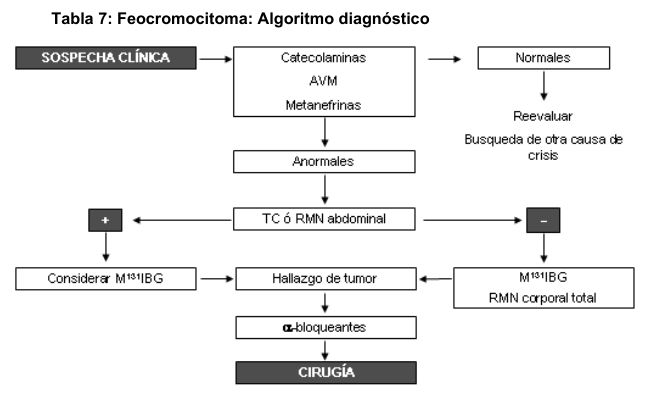 Tabla 7: Feocromocitoma: Algoritmo diagnóstico
SOSPECHA CLÍNICA
Catecolaminas
AVM
Metanefrinas
Normales
Reevaluar
Busqueda de otra causa de
crisis
Anormales
+
TC ó RMN abdominal
-
Considerar M¹³¹IBG
Hallazgo de tumor
M¹³¹IBG
RMN corporal total
α-bloqueantes
CIRUGÍA